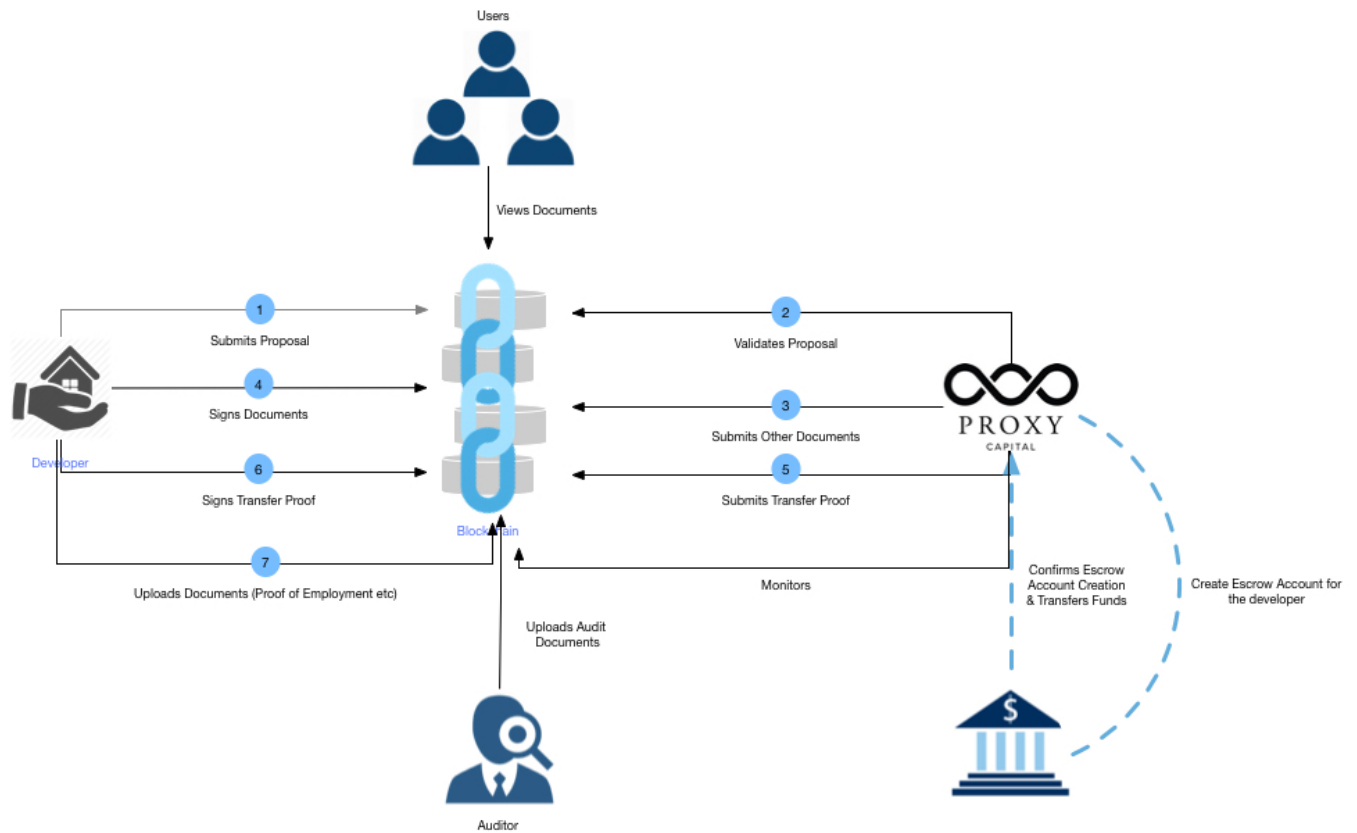 Users
Views Documents
1
Submits Proposal
2
Validates Proposal
4
Signs Documents
3
Submits Other Documents
PROXY
CAPITAL
Developer
6
Signs Transfer Proof
5
Submits Transfer Proof
Blockchain
7
Uploads Documents (Proof of Employment etc)
Monitors
Confirms Escrow
Account Creation
& Transfers Funds
Create Escrow Account for
the developer
Uploads Audit
Documents
$
Auditor